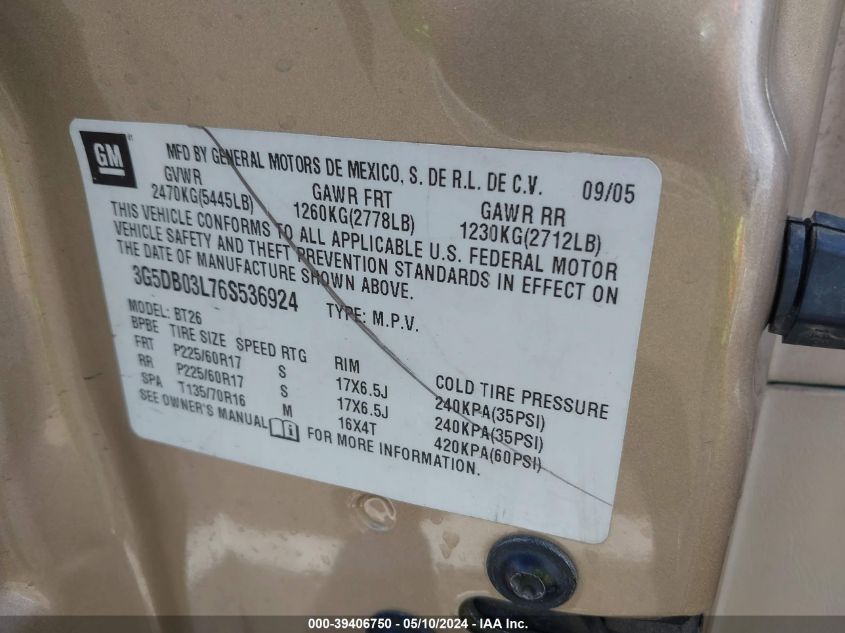 GM
MFD BY GENERAL MOTORS DE MEXICO, S. DE R.L. DE C.V. 09/05
GVWR GAWR FRT GAWR RR
2470KG(5445LB) 1260KG(2778LB) 1230KG(2712LB)
THIS VEHICLE CONFORMS TO ALL APPLICABLE U.S. FEDERAL MOTOR
VEHICLE SAFETY AND THEFT PREVENTION STANDARDS IN EFFECT ON
THE DATE OF MANUFACTURE SHOWN ABOVE.
3G5DB03L76S536924 TYPE: M.P.V.
MODEL: BT26
BPBE TIRE SIZE SPEED RTG RIM COLD TIRE PRESSURE
FRT P225/60R17 S 17X6.5J 240KPA(35PSI)
RR P225/60R17 S 17X6.5J 240KPA(35PSI)
SPA T135/70R16 M 16X4T 420KPA(60PSI)
SEE OWNER'S MANUAL FOR MORE INFORMATION.
000-39406750 - 05/10/2024 - IAA Inc.